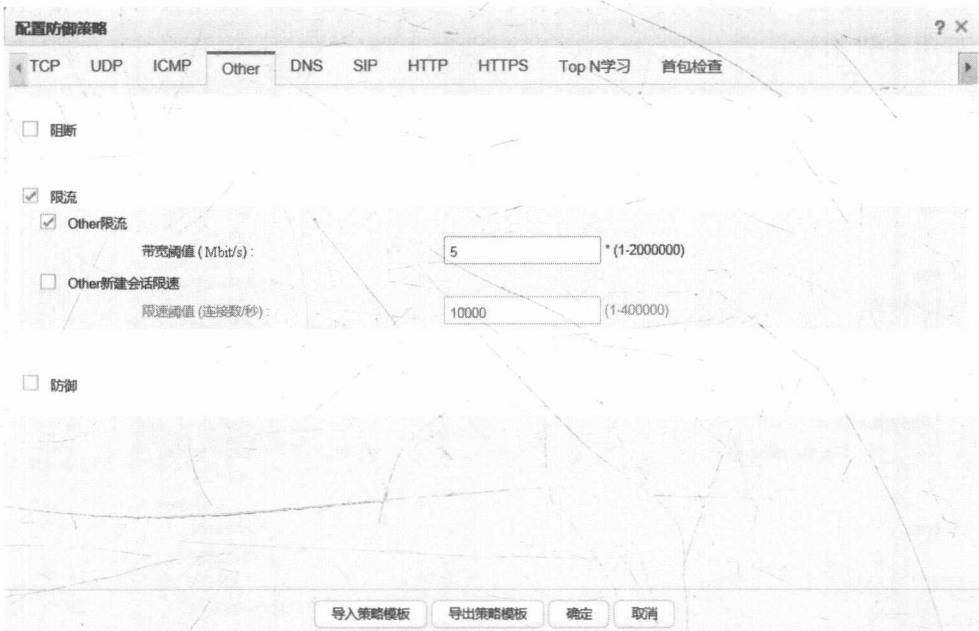 配置防御策略 ? ×
TCP UDP ICMP Other DNS SIP HTTP HTTPS Top N学习 首包检查
阻断
限流
Other限流
带宽阈值 (Mbit/s) : 5 * (1-2000000)
Other新建会话限速
限速阈值 (连接数/秒) : 10000 (1-400000)
防御
导入策略模板 导出策略模板 确定 取消